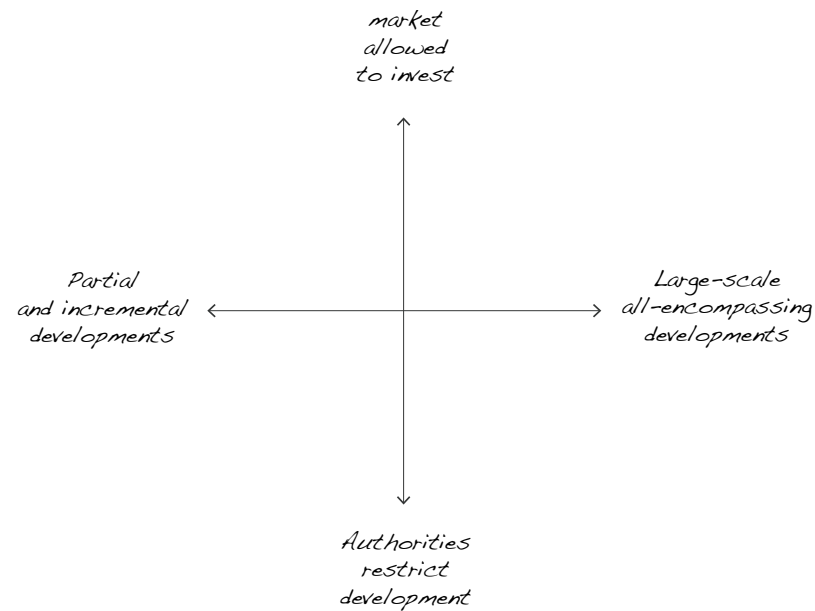 market
allowed
to invest
Partial
and incremental
developments
Large-scale
all-encompassing
developments
Authorities
restrict
development